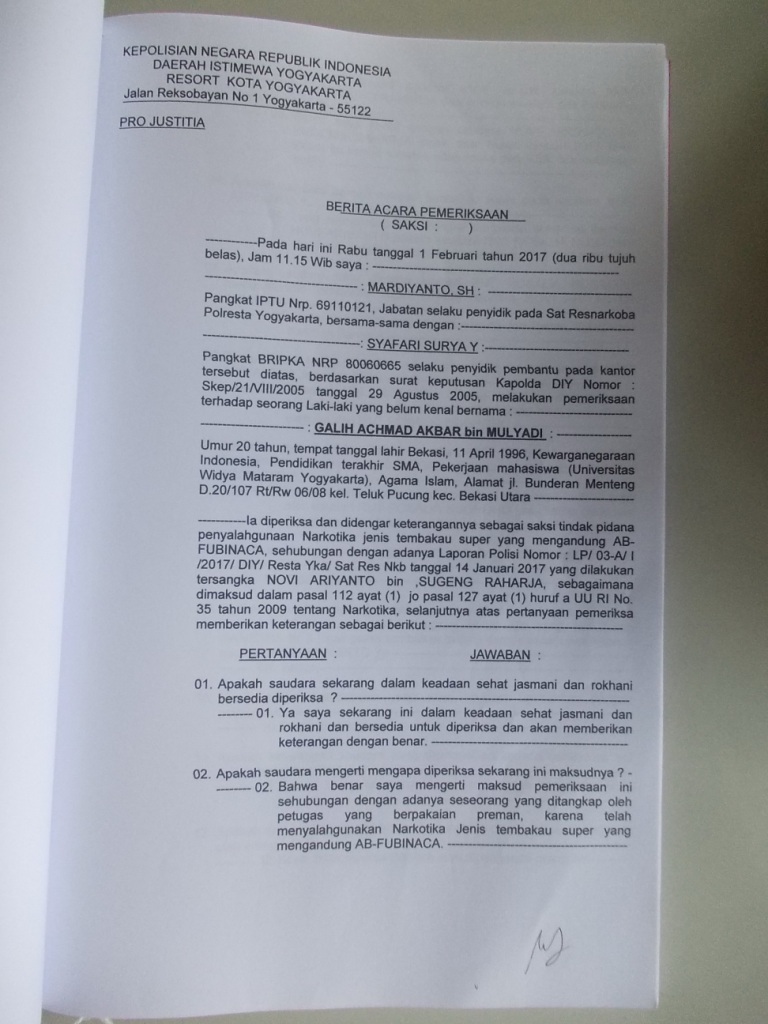 KEPOLISIAN NEGARA REPUBLIK INDONESIA
DAERAH ISTIMEWA YOGYAKARTA
RESORT KOTA YOGYAKARTA
Jalan Reksobayan No 1 Yogyakarta - 55122
PRO JUSTITIA
BERITA ACARA PEMERIKSAAN
( SAKSI : )
------------Pada hari ini Rabu tanggal 1 Februari tahun 2017 (dua ribu tujuh
belas), Jam 11.15 Wib saya : ------------------------------
------------------------------ : MARDIYANTO, SH : ------------------------------
Pangkat IPTU Nrp. 69110121, Jabatan selaku penyidik pada Sat Resnarkoba
Polresta Yogyakarta, bersama-sama dengan :------------------------------
------------------------------: SYAFARI SURYA Y :------------------------------
Pangkat BRIPKA NRP 80060665 selaku penyidik pembantu pada kantor
tersebut diatas, berdasarkan surat keputusan Kapolda DIY Nomor :
Skep/21/VIII/2005 tanggal 29 Agustus 2005, melakukan pemeriksaan
terhadap seorang Laki-laki yang belum kenal bernama : --------------------
-------------------- : GALIH ACHMAD AKBAR bin MULYADI : ---------------
Umur 20 tahun, tempat tanggal lahir Bekasi, 11 April 1996, Kewarganegaraan
Indonesia, Pendidikan terakhir SMA, Pekerjaan mahasiswa (Universitas
Widya Mataram Yogyakarta), Agama Islam, Alamat jl. Bunderan Menteng
D.20/107 Rt/Rw 06/08 kel. Teluk Pucung kec. Bekasi Utara --------------------
-----------Ia diperiksa dan didengar keterangannya sebagai saksi tindak pidana
penyalahgunaan Narkotika jenis tembakau super yang mengandung AB-
FUBINACA, sehubungan dengan adanya Laporan Polisi Nomor : LP/ 03-A/ I
/2017/ DIY/ Resta Yka/ Sat Res Nkb tanggal 14 Januari 2017 yang dilakukan
tersangka NOVI ARIYANTO bin ,SUGENG RAHARJA, sebagaimana
dimaksud dalam pasal 112 ayat (1) jo pasal 127 ayat (1) huruf a UU RI No.
35 tahun 2009 tentang Narkotika, selanjutnya atas pertanyaan pemeriksa
memberikan keterangan sebagai berikut : ------------------------------
PERTANYAAN : JAWABAN :
01. Apakah saudara sekarang dalam keadaan sehat jasmani dan rokhani
bersedia diperiksa ? ------------------------------
-------- 01. Ya saya sekarang ini dalam keadaan sehat jasmani dan
rokhani dan bersedia untuk diperiksa dan akan memberikan
keterangan dengan benar. ------------------------------
02. Apakah saudara mengerti mengapa diperiksa sekarang ini maksudnya ? -
-------- 02. Bahwa benar saya mengerti maksud pemeriksaan ini
sehubungan dengan adanya seseorang yang ditangkap oleh
petugas yang berpakaian preman, karena telah
menyalahgunakan Narkotika Jenis tembakau super yang
mengandung AB-FUBINACA. ------------------------------